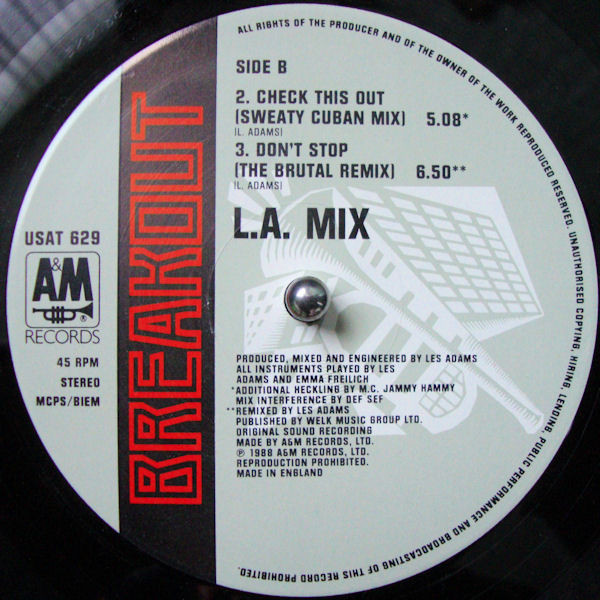 ALL RIGHTS OF THE PRODUCER AND OF THE OWNER OF THE WORK REPRODUCED RESERVED. UNAUTHORISED COPYING, HIRING, LENDING, PUBLIC PERFORMANCE AND BROADCASTING OF THIS RECORD PROHIBITED.
SIDE B
2. CHECK THIS OUT
(SWEATY CUBAN MIX) 5.08*
(L. ADAMS)
3. DON'T STOP
(THE BRUTAL REMIX) 6.50**
(L. ADAMS)
L.A. MIX
BREAKOUT
USAT 629
A&M
®
RECORDS
45 RPM
STEREO
MCPS/BIEM
PRODUCED, MIXED AND ENGINEERED BY LES ADAMS
ALL INSTRUMENTS PLAYED BY LES
ADAMS AND EMMA FREILICH
*ADDITIONAL HECKLING BY M.C. JAMMY HAMMY
MIX INTERFERENCE BY DEF SEF
**REMIXED BY LES ADAMS
PUBLISHED BY WELK MUSIC GROUP LTD.
ORIGINAL SOUND RECORDING
MADE BY A&M RECORDS, LTD.
℗ 1988 A&M RECORDS, LTD.
REPRODUCTION PROHIBITED.
MADE IN ENGLAND